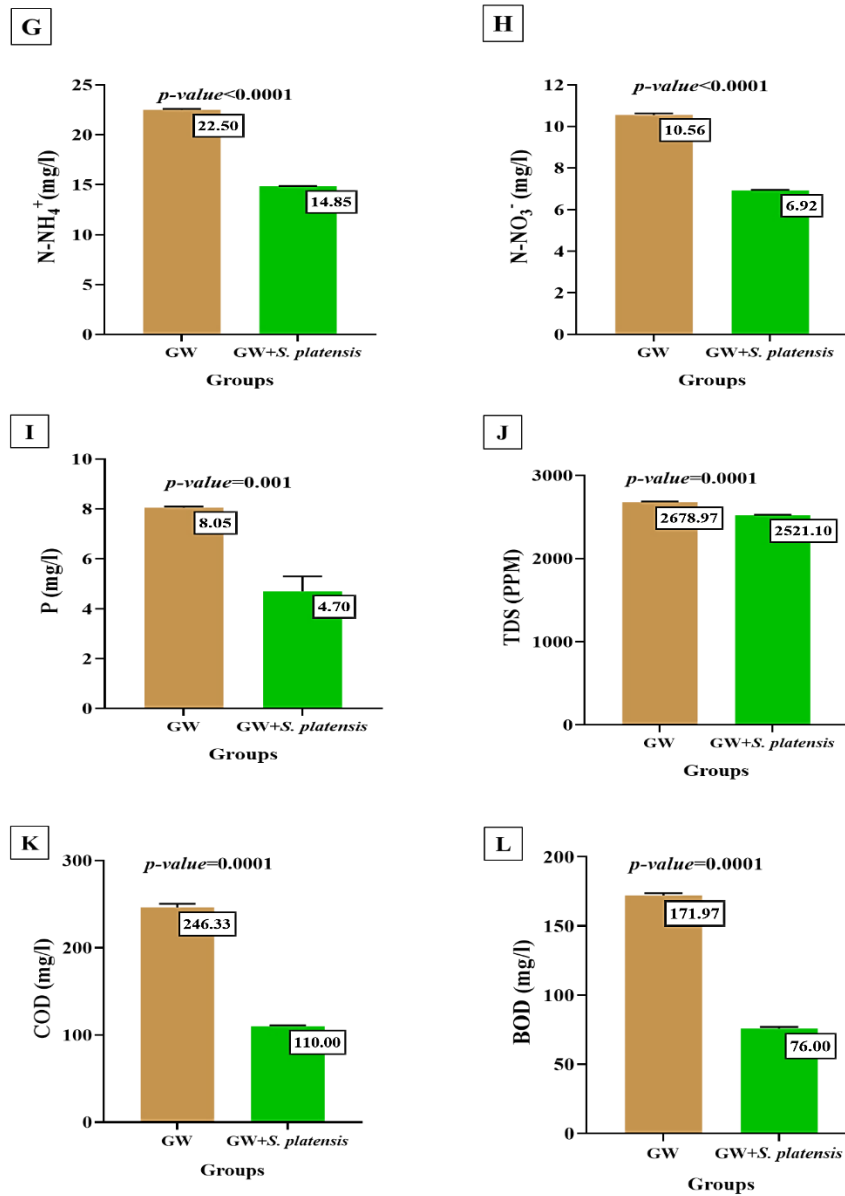 G
p-value<0.0001
N-NH₄⁺(mg/l)
25
20
15
10
5
0
22.50
14.85
GW
GW+S. platensis
Groups
H
p-value<0.0001
N-NO₃⁻ (mg/l)
12
10
8
6
4
2
0
10.56
6.92
GW
GW+S. platensis
Groups
I
p-value=0.001
P (mg/l)
10
8
6
4
2
0
8.05
4.70
GW
GW+S. platensis
Groups
J
p-value=0.0001
TDS (PPM)
3000
2000
1000
0
2678.97
2521.10
GW
GW+S. platensis
Groups
K
p-value=0.0001
COD (mg/l)
300
200
100
0
246.33
110.00
GW
GW+S. platensis
Groups
L
p-value=0.0001
BOD (mg/l)
200
150
100
50
0
171.97
76.00
GW
GW+S. platensis
Groups